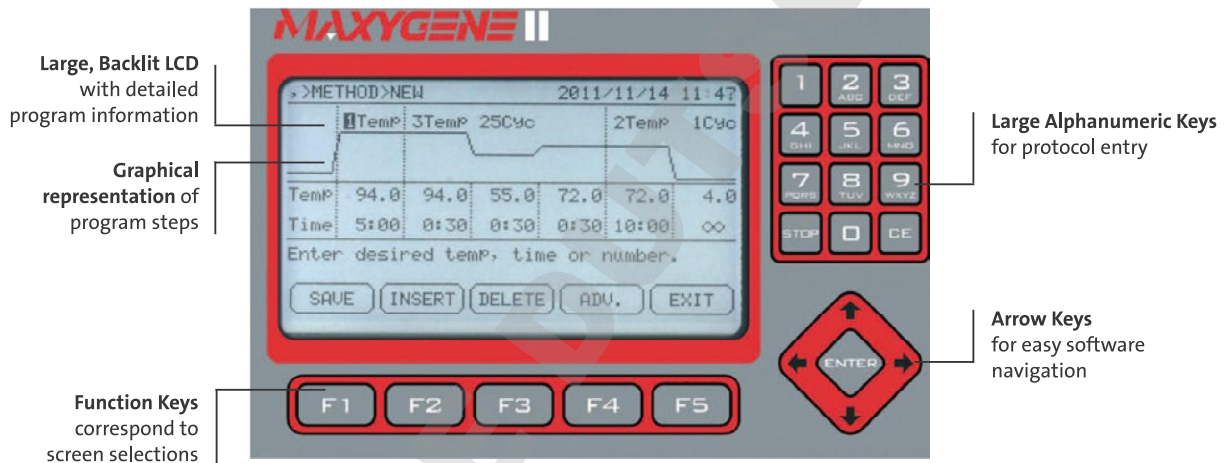 MAXYGENE II
Large, Backlit LCD
with detailed
program information
Graphical
representation of
program steps
Function Keys
correspond to
screen selections
>METHOD>NEW 2011/11/14 11:47
1Temp 3Temp 25Cyc 2Temp 1Cyc
Temp 94.0 94.0 55.0 72.0 72.0 4.0
Time 5:00 0:30 0:30 0:30 10:00 ∞
Enter desired temp, time or number.
SAVE INSERT DELETE ADV. EXIT
F1 F2 F3 F4 F5
1 2 ABC 3 DEF
4 GHI 5 JKL 6 MNO
7 PQRS 8 TUV 9 WXYZ
STOP 0 CE
ENTER
Large Alphanumeric Keys
for protocol entry
Arrow Keys
for easy software
navigation